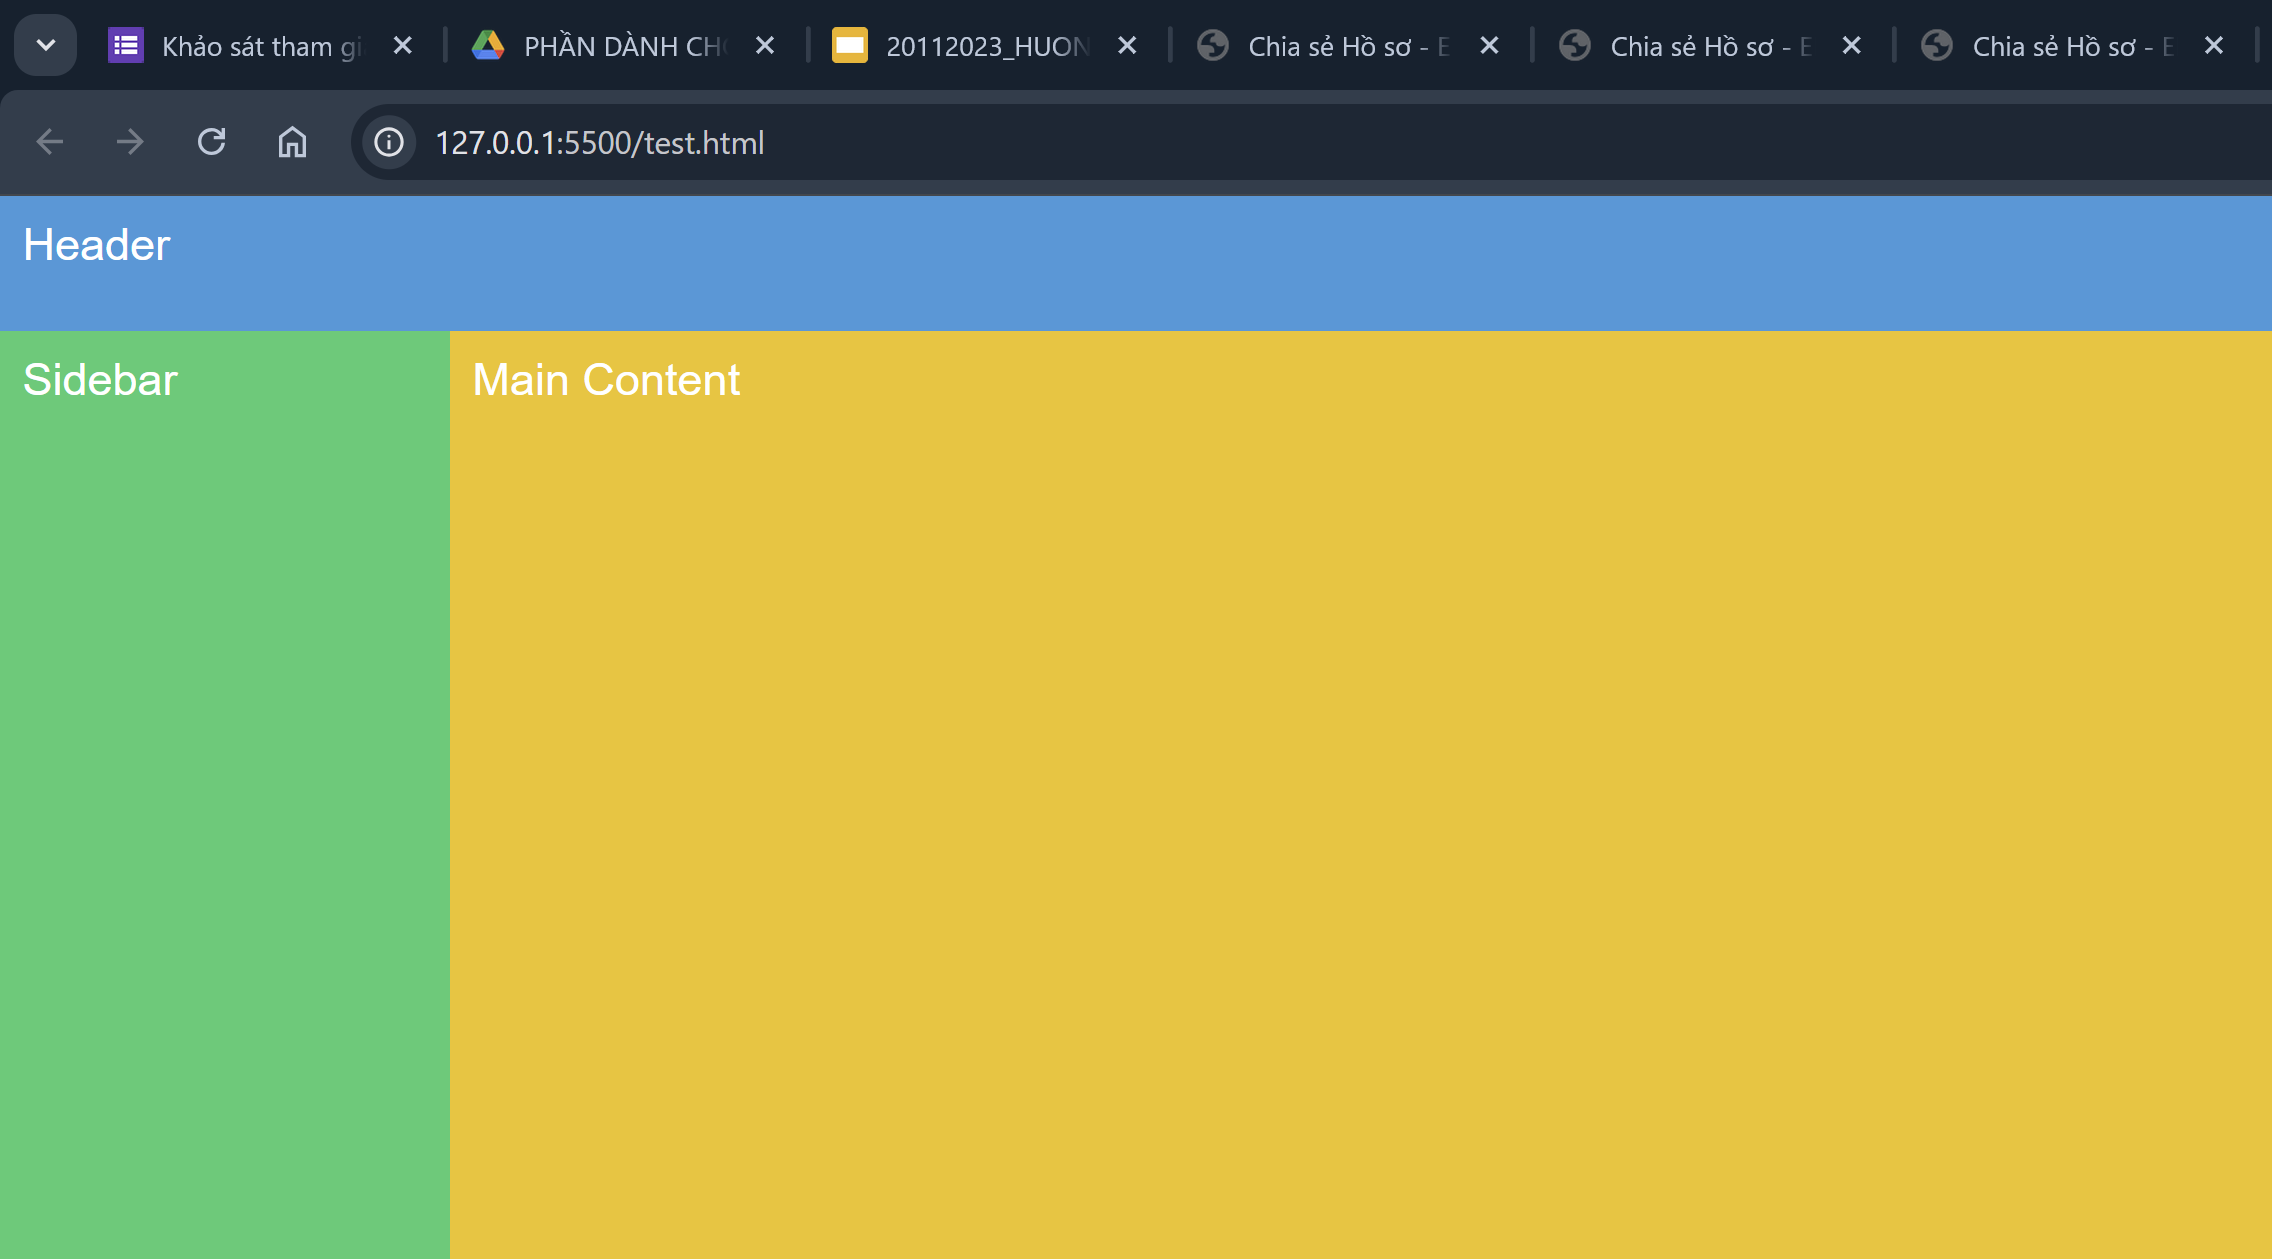 Khảo sát tham gi
PHẦN DÀNH CH
20112023_HUON
Chia sẻ Hồ sơ - E
Chia sẻ Hồ sơ - E
Chia sẻ Hồ sơ - E
127.0.0.1:5500/test.html
Header
Sidebar
Main Content